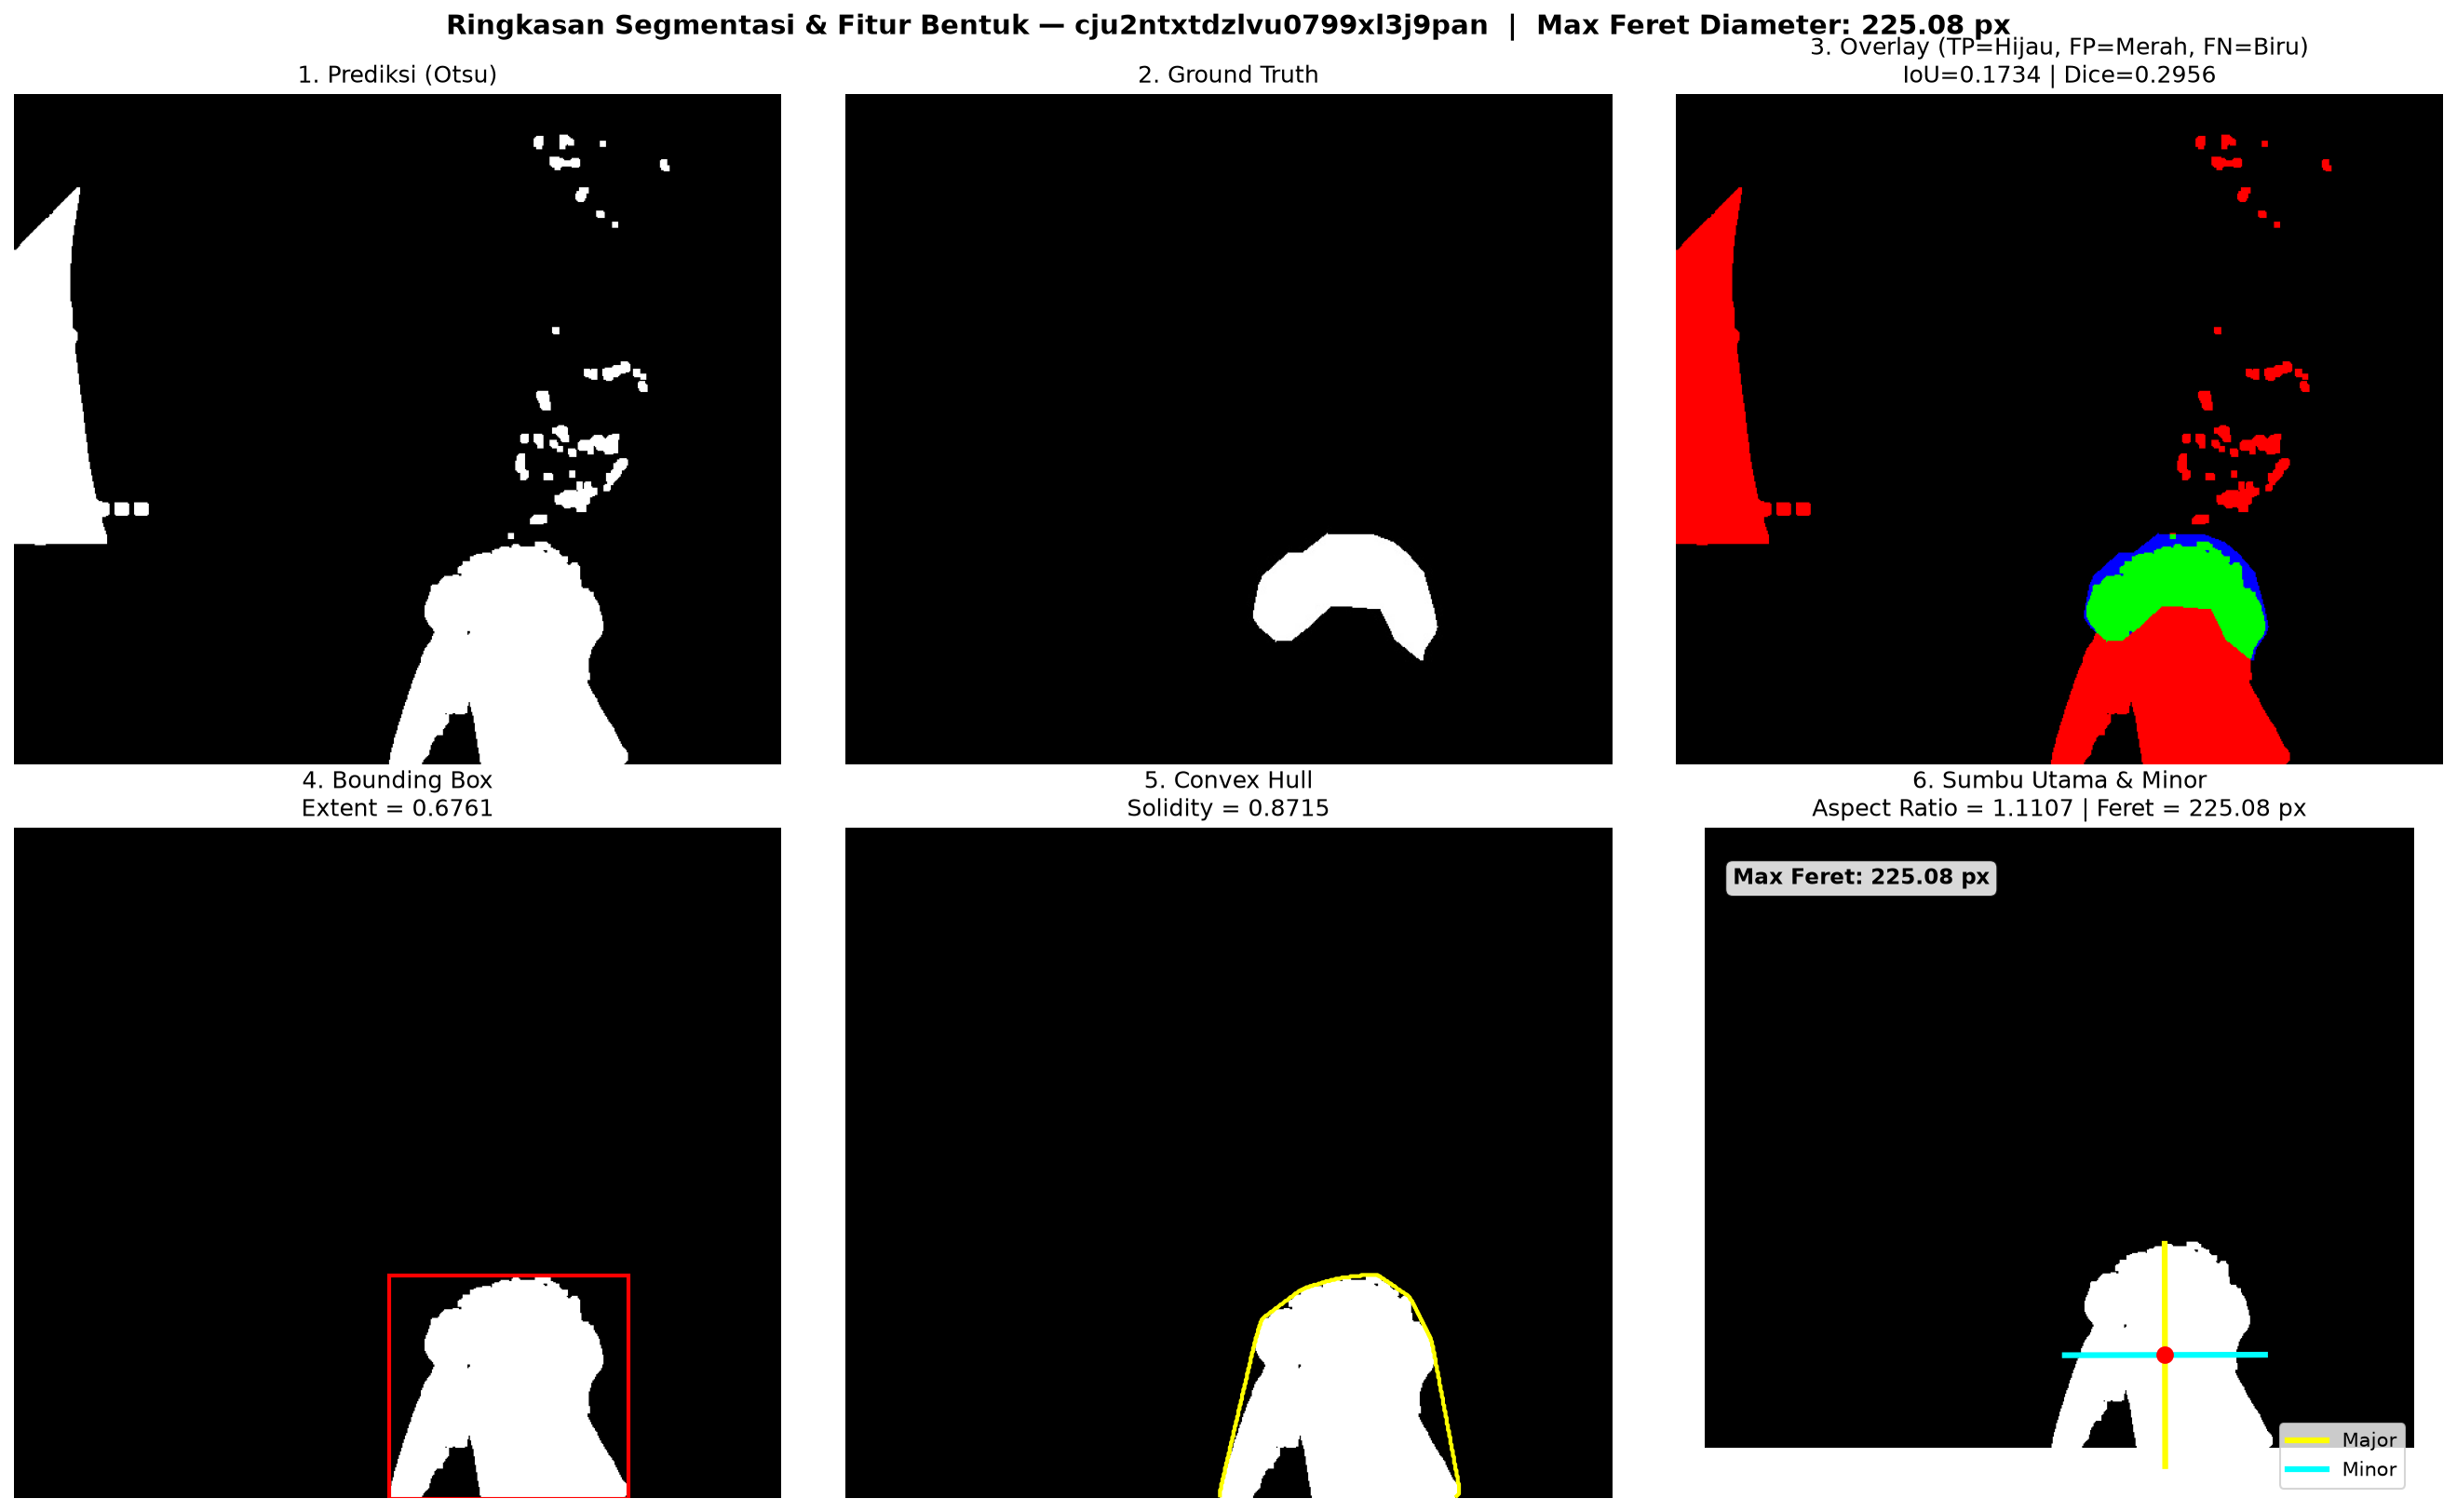 Ringkasan Segmentasi & Fitur Bentuk — cju2ntxtdzlvu0799xl3j9pan | Max Feret Diameter: 225.08 px
1. Prediksi (Otsu)
2. Ground Truth
3. Overlay (TP=Hijau, FP=Merah, FN=Biru)
IoU=0.1734 | Dice=0.2956
4. Bounding Box
Extent = 0.6761
5. Convex Hull
Solidity = 0.8715
6. Sumbu Utama & Minor
Aspect Ratio = 1.1107 | Feret = 225.08 px
Max Feret: 225.08 px
Major
Minor